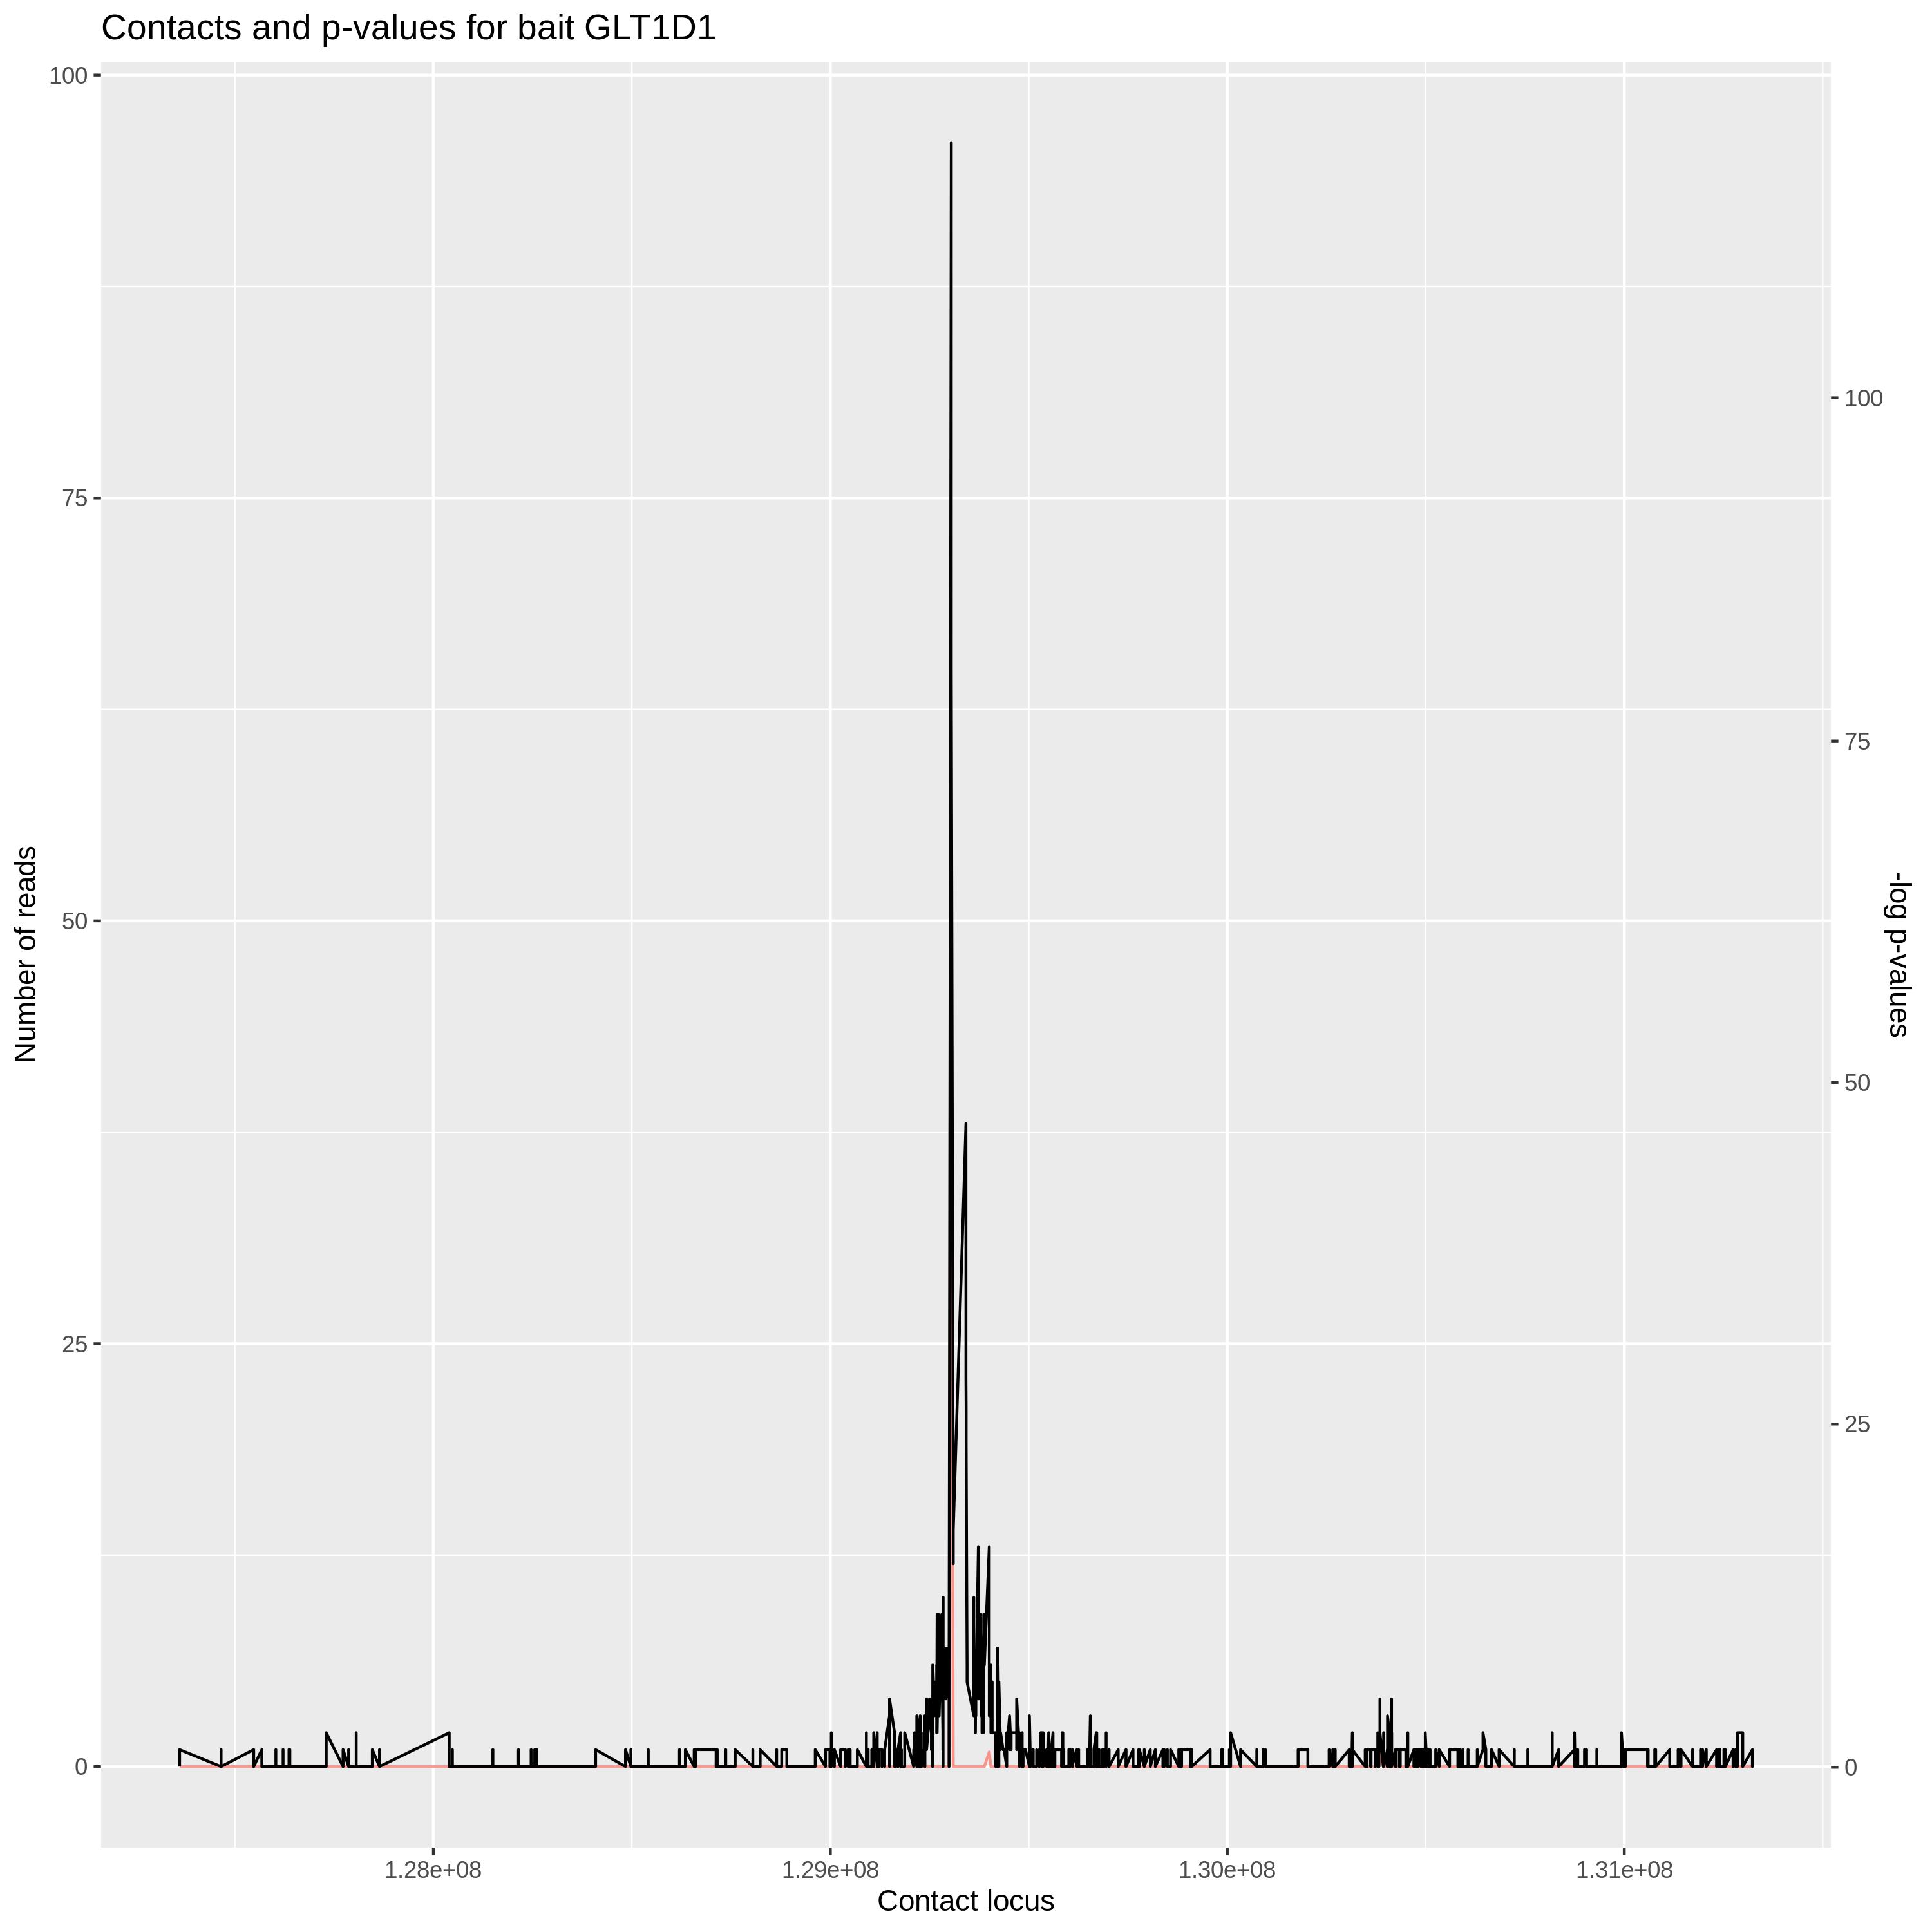 Contacts and p-values for bait GLT1D1
100
75
50
25
0
Number of reads
100
75
50
25
0
-log p-values
1.28e+08 1.29e+08 1.30e+08 1.31e+08
Contact locus